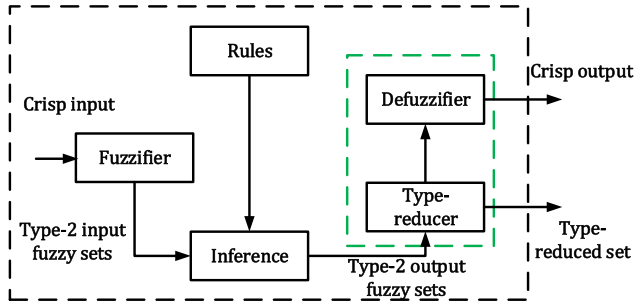 Rules
Crisp output
Defuzzifier
Crisp input
Fuzzifier
Type-
reducer
Type-2 input
fuzzy sets
Type-
reduced set
Inference
Type-2 output
fuzzy sets